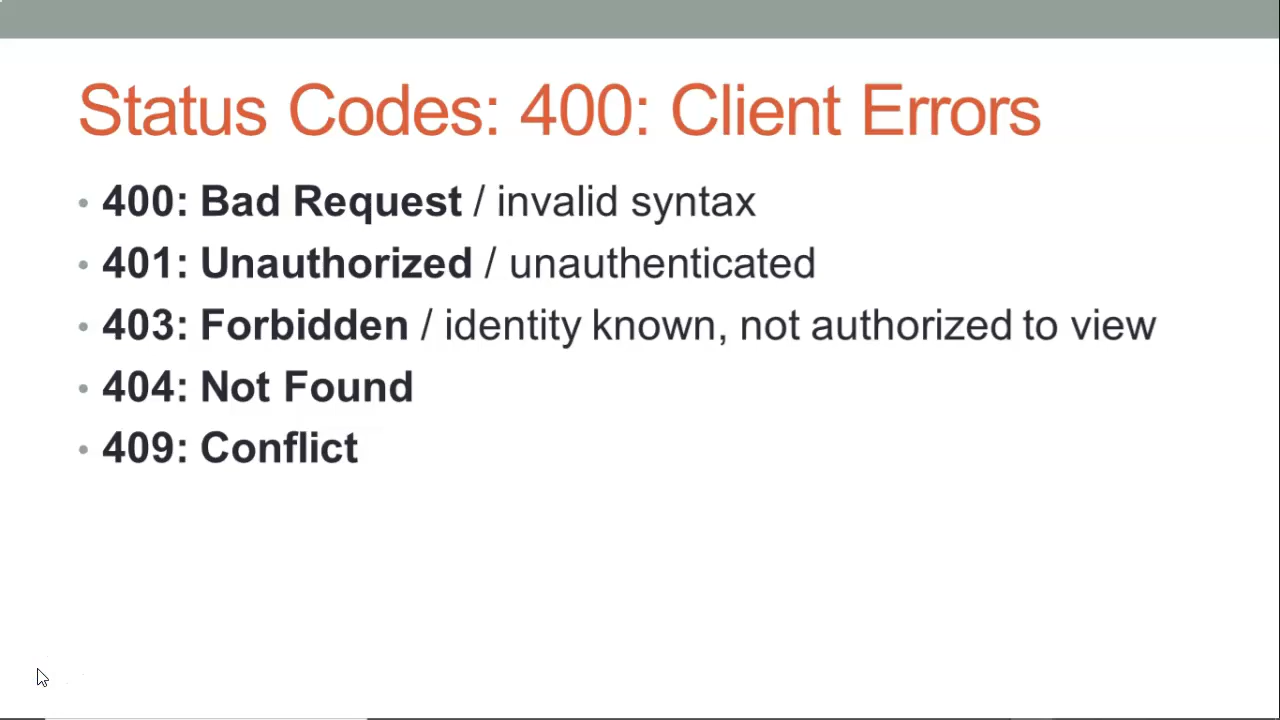 Status Codes: 400: Client Errors
• 400: Bad Request / invalid syntax
• 401: Unauthorized / unauthenticated
• 403: Forbidden / identity known, not authorized to view
• 404: Not Found
• 409: Conflict